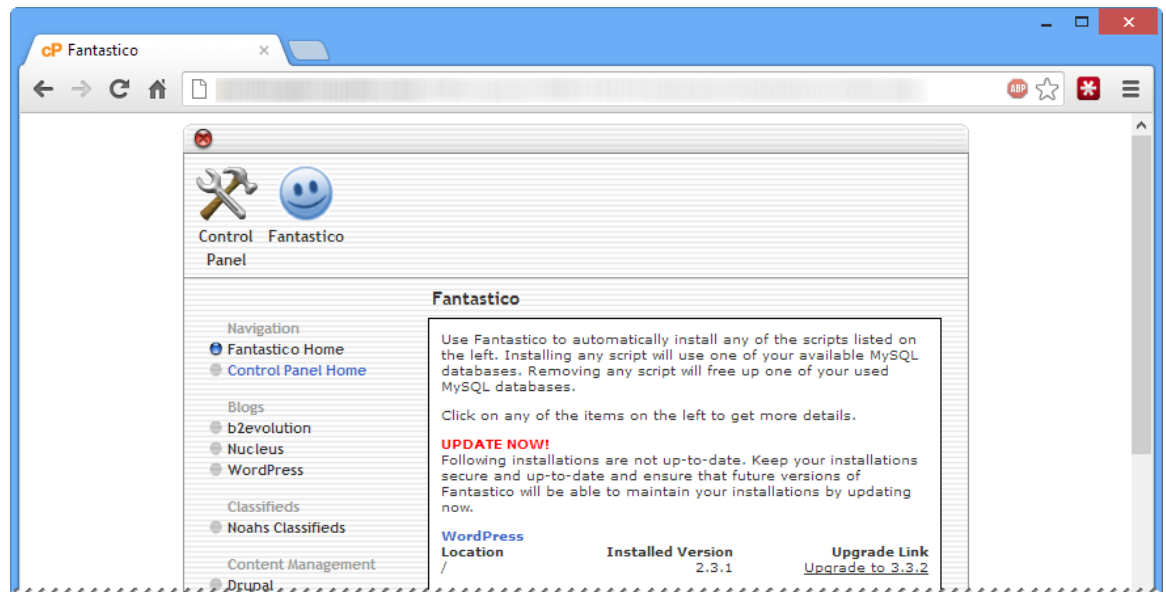 cP Fantastico
ABP
Control Panel
Fantastico
Fantastico
Navigation
Fantastico Home
Control Panel Home
Blogs
b2evolution
Nucleus
WordPress
Classifieds
Noahs Classifieds
Content Management
Drupal
Use Fantastico to automatically install any of the scripts listed on
the left. Installing any script will use one of your available MySQL
databases. Removing any script will free up one of your used
MySQL databases.
Click on any of the items on the left to get more details.
UPDATE NOW!
Following installations are not up-to-date. Keep your installations
secure and up-to-date and ensure that future versions of
Fantastico will be able to maintain your installations by updating
now.
WordPress
Location Installed Version Upgrade Link
/ 2.3.1 Upgrade to 3.3.2